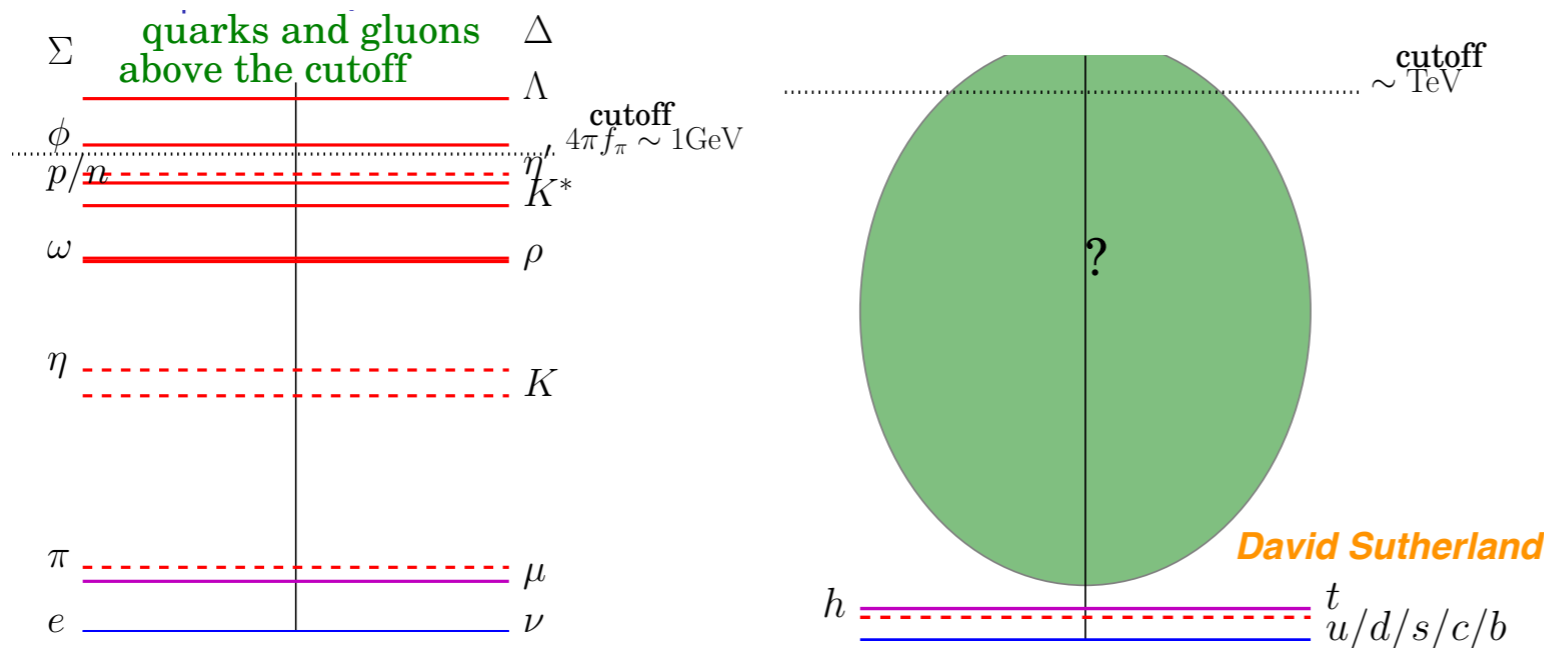 quarks and gluons
above the cutoff
Σ
Δ
Λ
ϕ
cutoff
4πf_π ∼ 1GeV
p/n
η′
K*
ω
ρ
η
K
π
μ
e
ν
cutoff
∼ TeV
?
David Sutherland
h
t
u/d/s/c/b